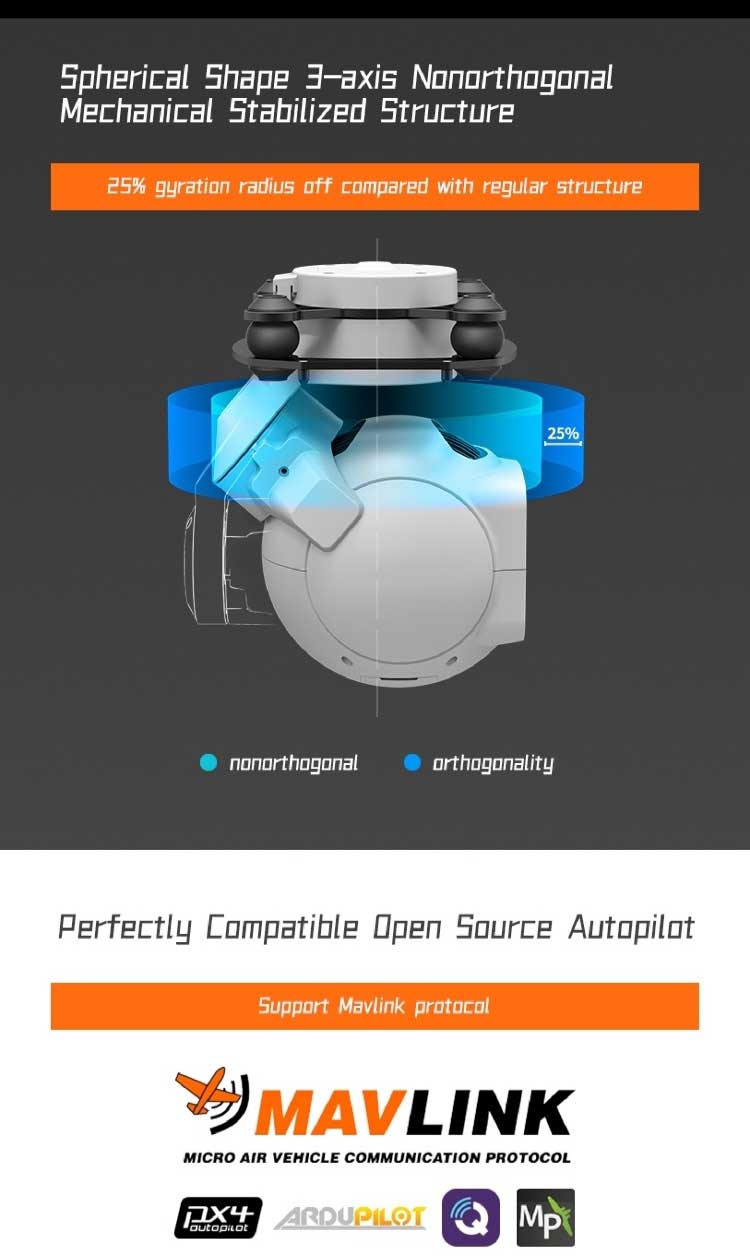 Spherical Shape 3-axis Nonorthogonal
Mechanical Stabilized Structure
25% gyration radius off compared with regular structure
25%
nonorthogonal
orthogonality
Perfectly Compatible Open Source Autopilot
Support Mavlink protocol
MAVLINK
MICRO AIR VEHICLE COMMUNICATION PROTOCOL
px4 autopilot
ARDUPILOT
Q
MP